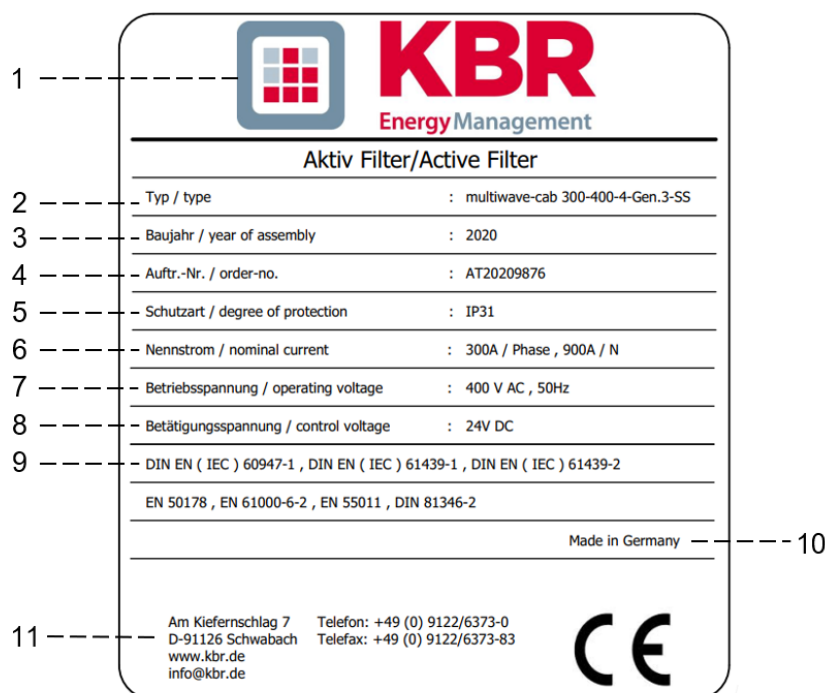 KBR
EnergyManagement
Aktiv Filter/Active Filter
1
2 Typ / type : multiwave-cab 300-400-4-Gen.3-SS
3 Baujahr / year of assembly : 2020
4 Auftr.-Nr. / order-no. : AT20209876
5 Schutzart / degree of protection : IP31
6 Nennstrom / nominal current : 300A / Phase , 900A / N
7 Betriebsspannung / operating voltage : 400 V AC , 50Hz
8 Betätigungsspannung / control voltage : 24V DC
9 DIN EN ( IEC ) 60947-1 , DIN EN ( IEC ) 61439-1 , DIN EN ( IEC ) 61439-2
EN 50178 , EN 61000-6-2 , EN 55011 , DIN 81346-2
Made in Germany 10
Am Kiefernschlag 7 Telefon: +49 (0) 9122/6373-0
11 D-91126 Schwabach Telefax: +49 (0) 9122/6373-83
www.kbr.de
info@kbr.de
CE